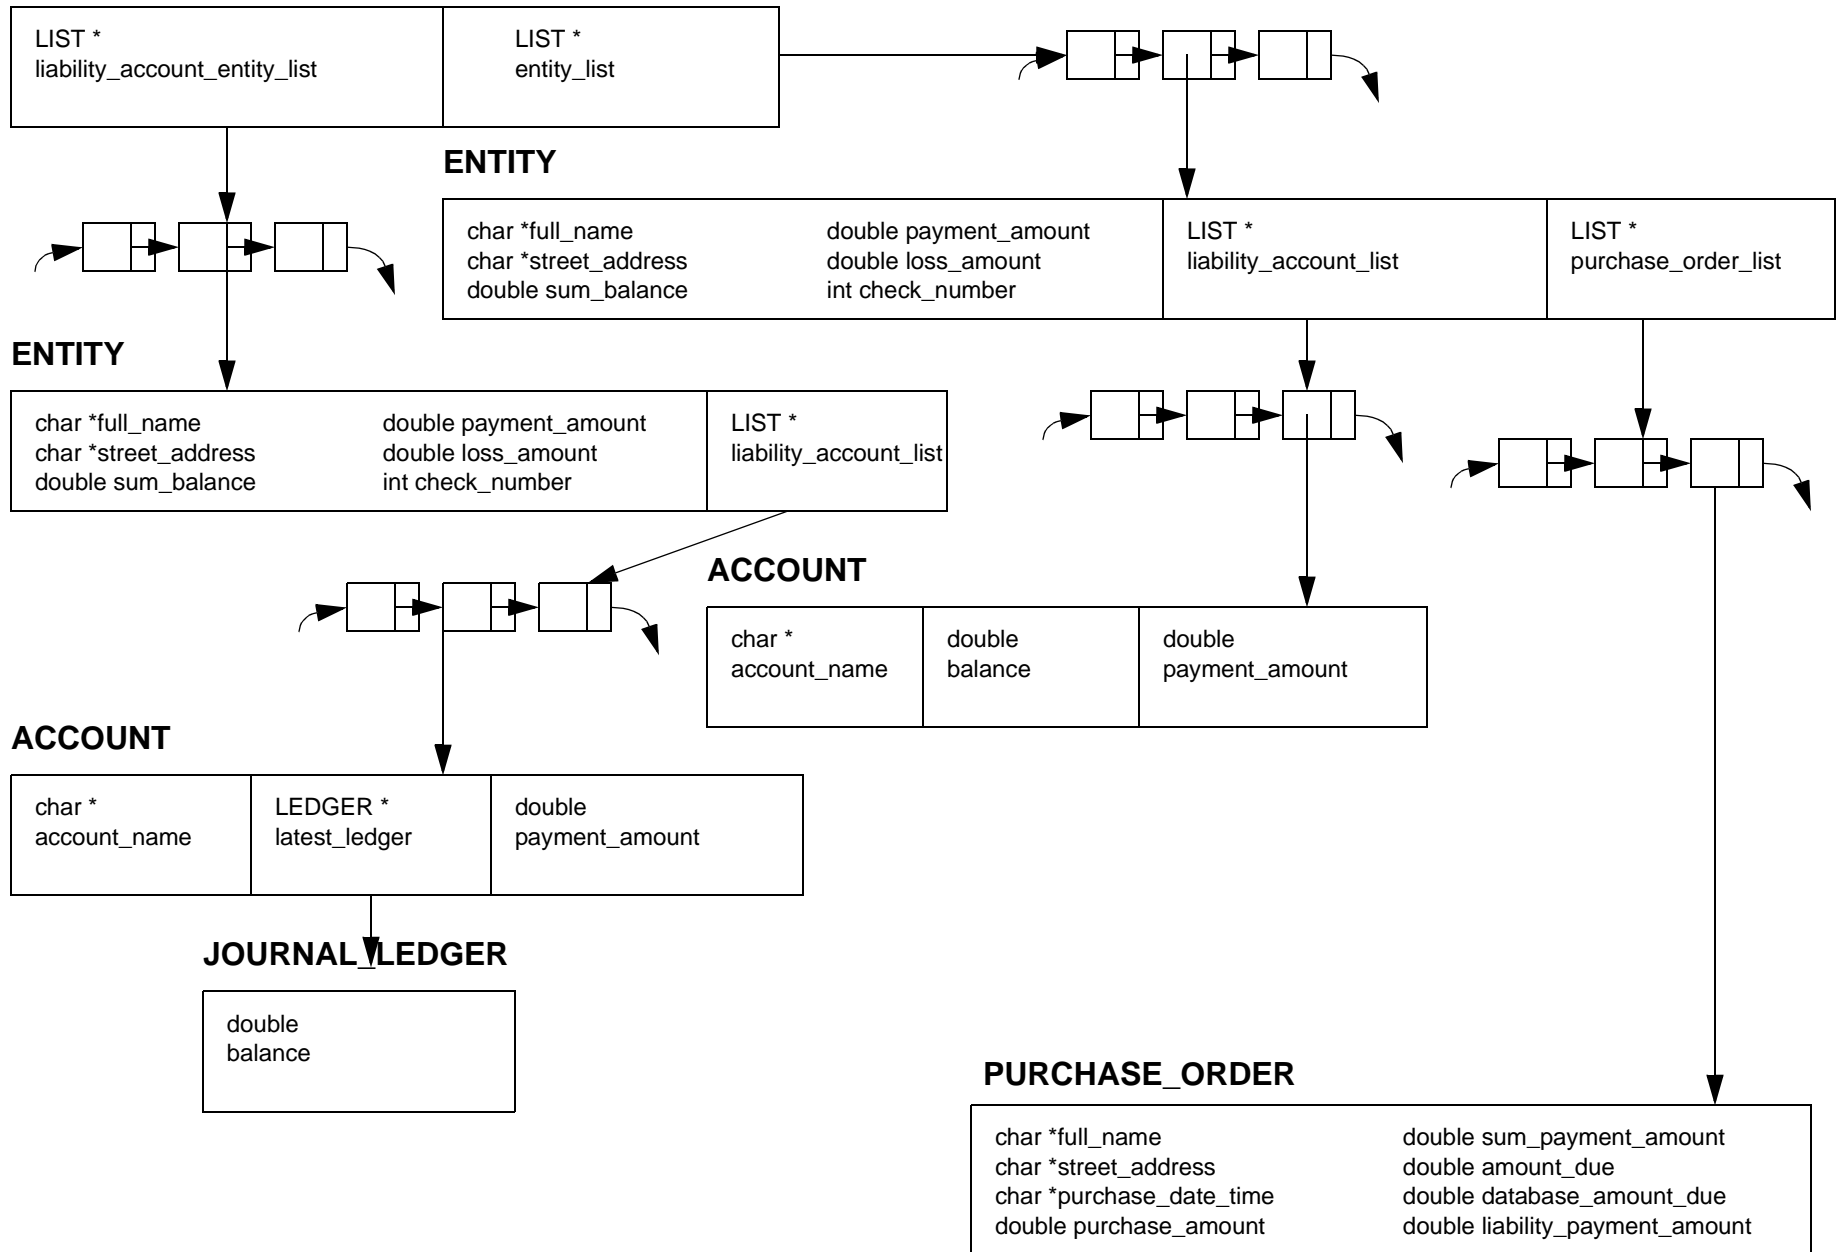 LIST *
liability_account_entity_list
LIST *
entity_list
ENTITY
char *full_name
char *street_address
double sum_balance
double payment_amount
double loss_amount
int check_number
LIST *
liability_account_list
LIST *
purchase_order_list
ENTITY
char *full_name
char *street_address
double sum_balance
double payment_amount
double loss_amount
int check_number
LIST *
liability_account_list
ACCOUNT
char *
account_name
double
balance
double
payment_amount
ACCOUNT
char *
account_name
LEDGER *
latest_ledger
double
payment_amount
JOURNAL_LEDGER
double
balance
PURCHASE_ORDER
char *full_name
char *street_address
char *purchase_date_time
double purchase_amount
double sum_payment_amount
double amount_due
double database_amount_due
double liability_payment_amount